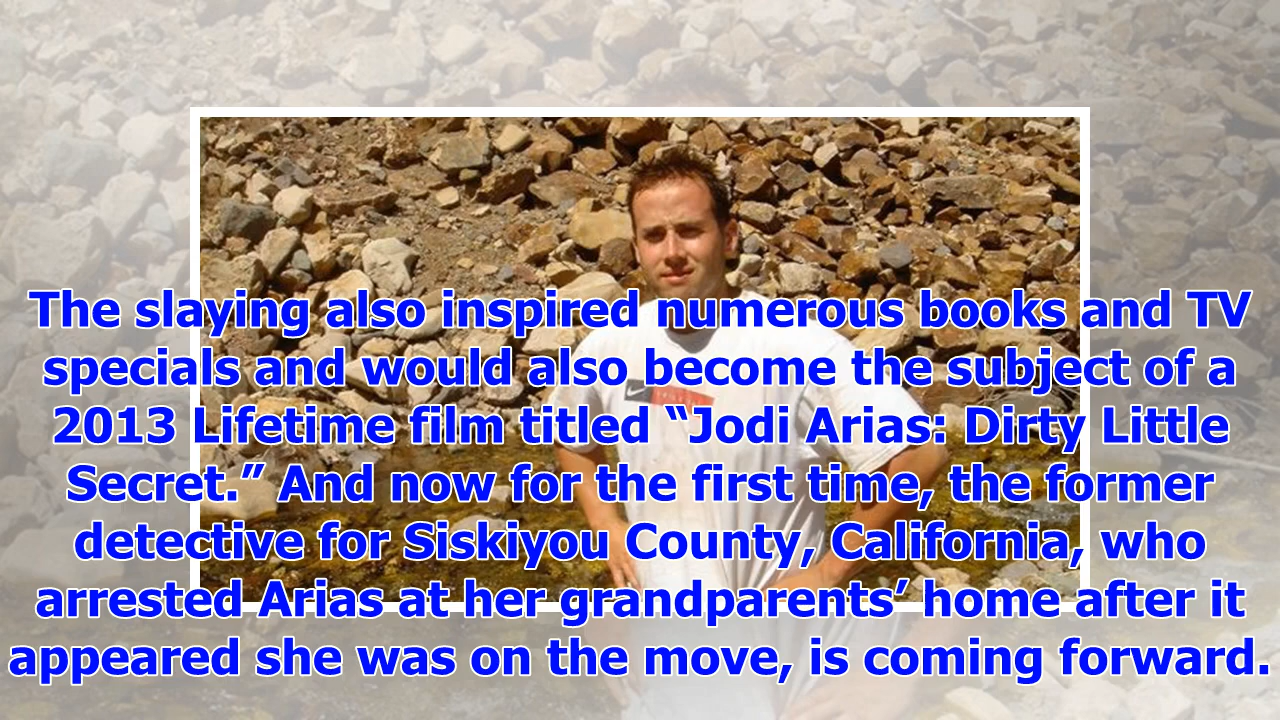 The slaying also inspired numerous books and TV
specials and would also become the subject of a
2013 Lifetime film titled “Jodi Arias: Dirty Little
Secret.” And now for the first time, the former
detective for Siskiyou County, California, who
arrested Arias at her grandparents’ home after it
appeared she was on the move, is coming forward.